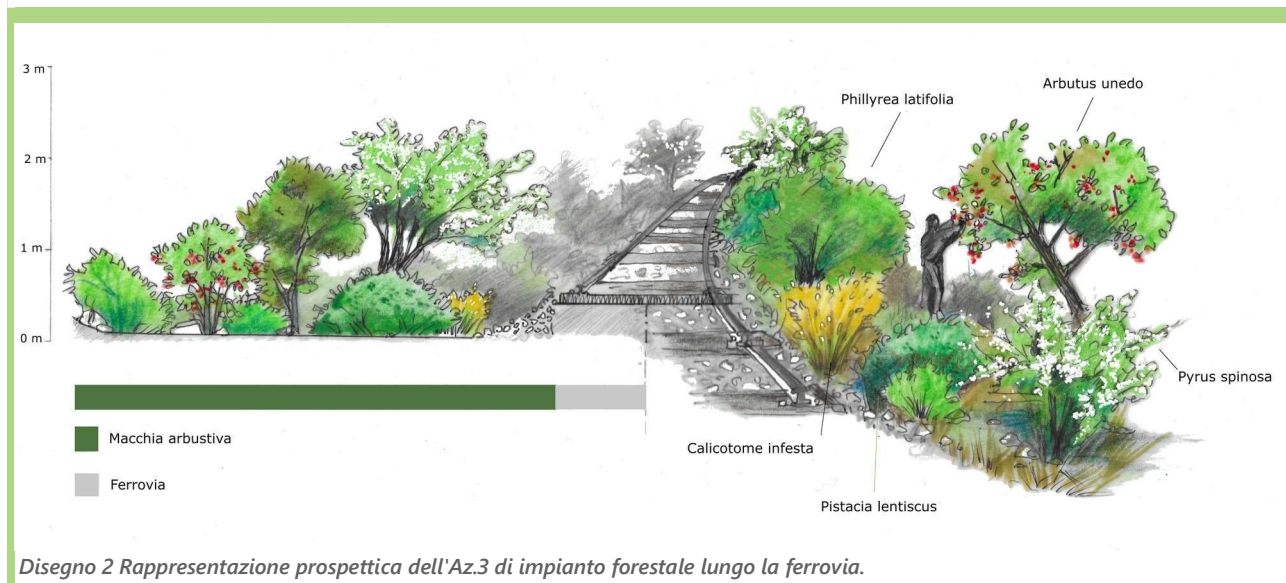 3 m
Arbutus unedo
Phillyrea latifolia
2 m
1 m
0 m
Pyrus spinosa
Macchia arbustiva
Calicotome infesta
Ferrovia
Pistacia lentiscus
Disegno 2 Rappresentazione prospettica dell'Az.3 di impianto forestale lungo la ferrovia.